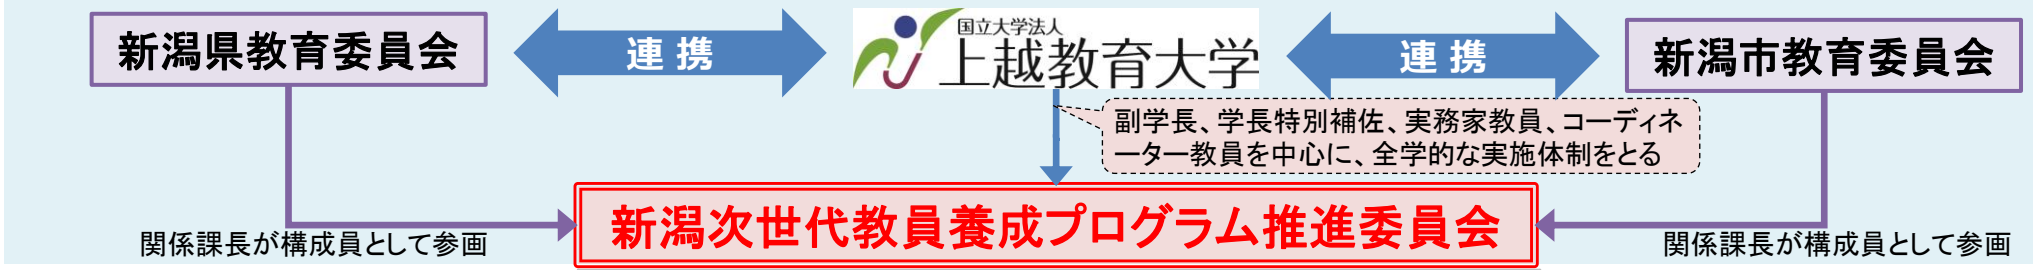 新潟県教育委員会
連 携
国立大学法人
上越教育大学
連 携
新潟市教育委員会
副学長、学長特別補佐、実務家教員、コーディネ
ーター教員を中心に、全学的な実施体制をとる
新潟次世代教員養成プログラム推進委員会
関係課長が構成員として参画
関係課長が構成員として参画